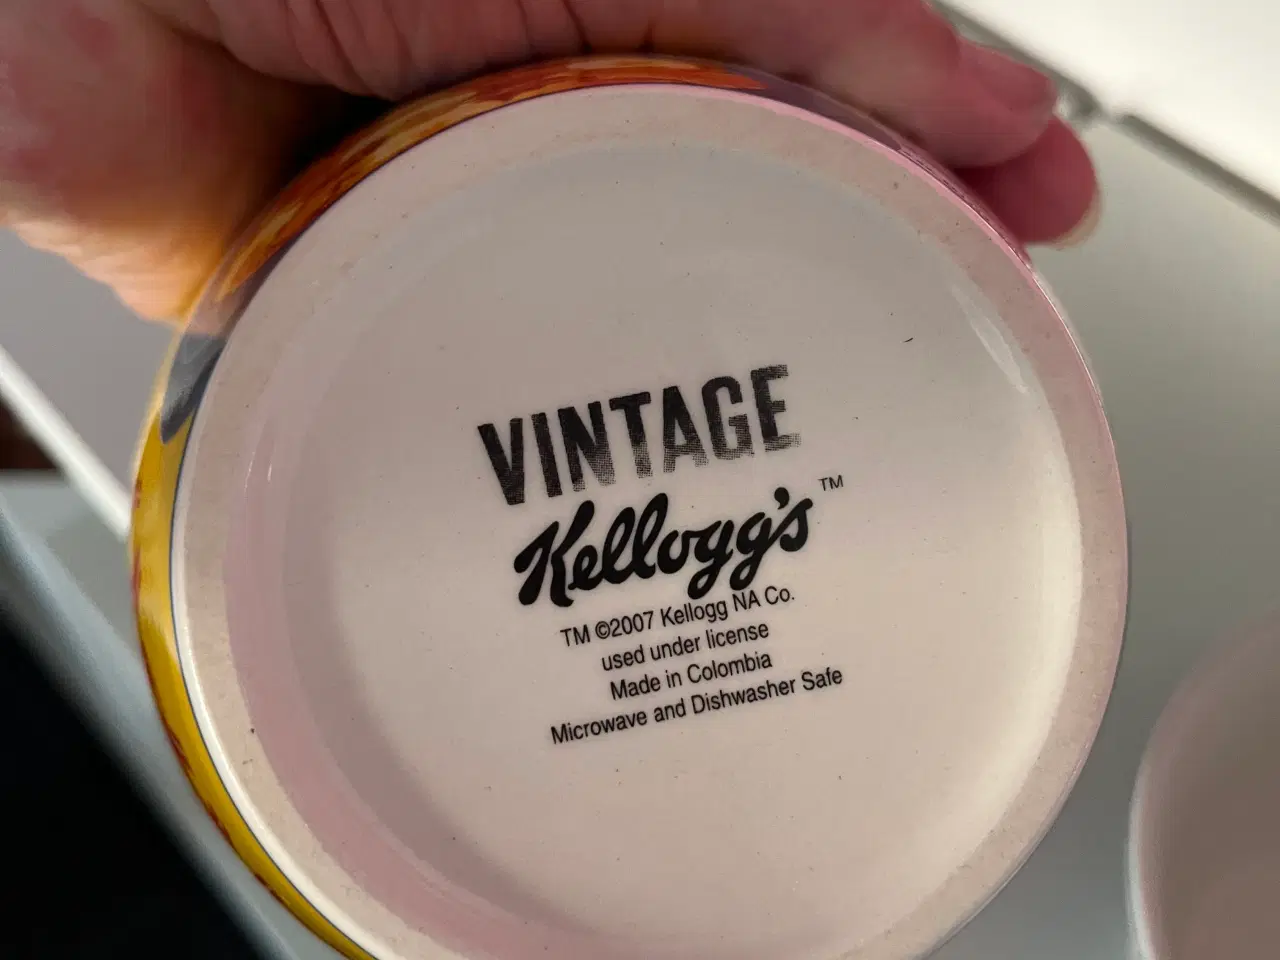 VINTAGE
Kellogg's™
TM ©2007 Kellogg NA Co.
used under license
Made in Colombia
Microwave and Dishwasher Safe